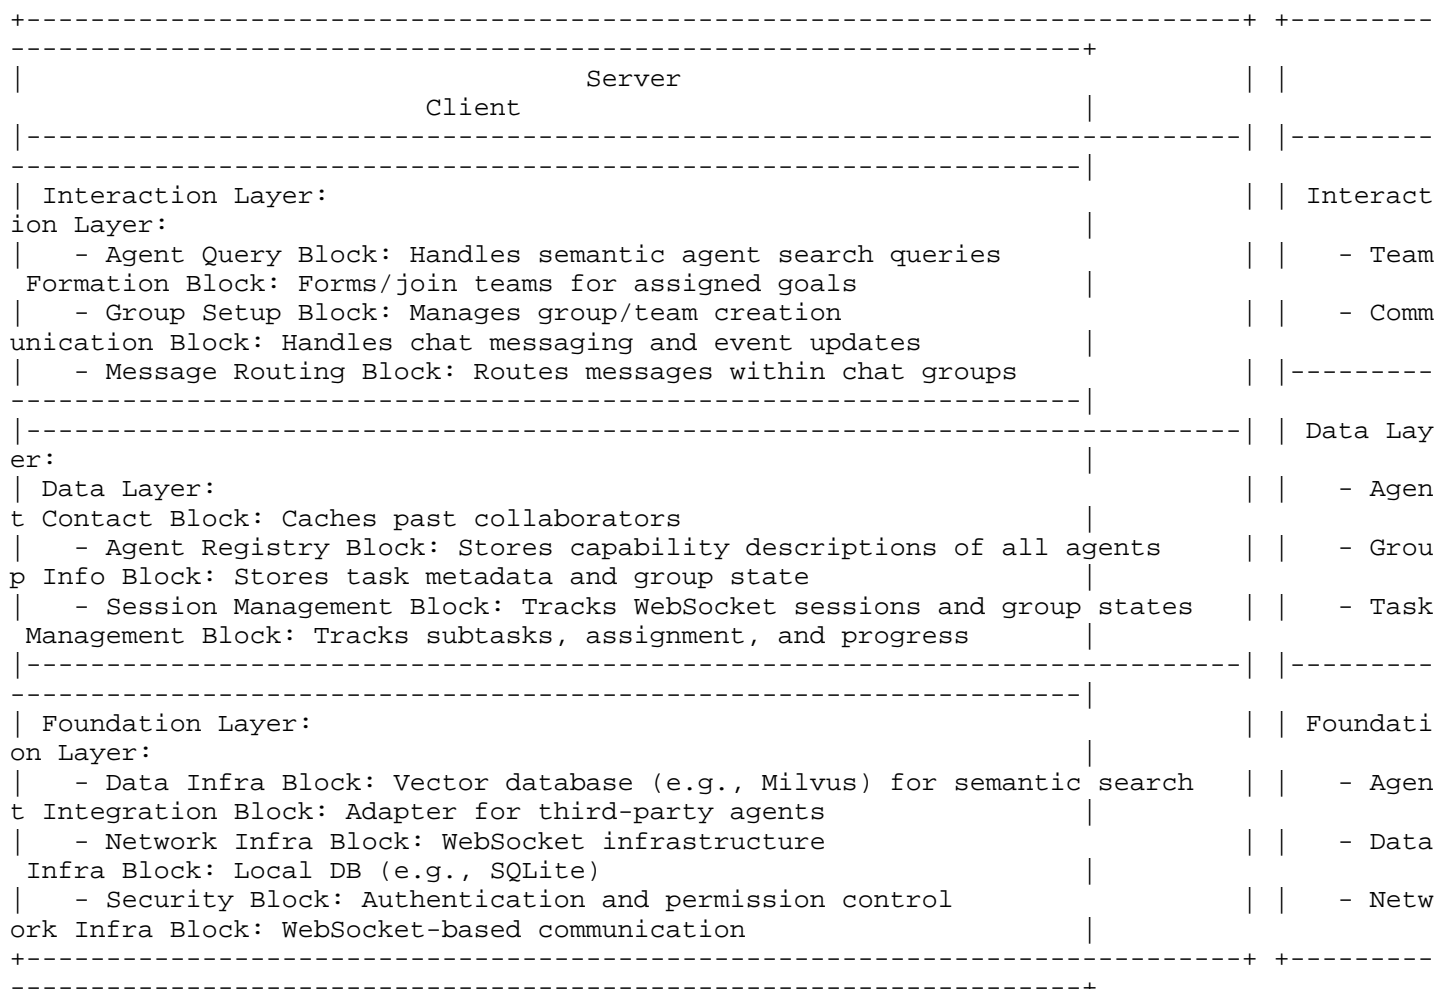 +----------------------------------------------------------------------------+ +---------
-------------------------------------------------------------------+
|                                   Server                                   | |
                          Client                                   |
|----------------------------------------------------------------------------| |---------
-------------------------------------------------------------------|
| Interaction Layer:                                                         | | Interact
ion Layer:                                                         |
|   - Agent Query Block: Handles semantic agent search queries               | |   - Team
 Formation Block: Forms/join teams for assigned goals              |
|   - Group Setup Block: Manages group/team creation                         | |   - Comm
unication Block: Handles chat messaging and event updates          |
|   - Message Routing Block: Routes messages within chat groups              | |---------
-------------------------------------------------------------------|
|----------------------------------------------------------------------------| | Data Lay
er:                                                                |
| Data Layer:                                                                | |   - Agen
t Contact Block: Caches past collaborators                         |
|   - Agent Registry Block: Stores capability descriptions of all agents     | |   - Grou
p Info Block: Stores task metadata and group state                 |
|   - Session Management Block: Tracks WebSocket sessions and group states   | |   - Task
 Management Block: Tracks subtasks, assignment, and progress       |
|----------------------------------------------------------------------------| |---------
-------------------------------------------------------------------|
| Foundation Layer:                                                          | | Foundati
on Layer:                                                          |
|   - Data Infra Block: Vector database (e.g., Milvus) for semantic search   | |   - Agen
t Integration Block: Adapter for third-party agents                |
|   - Network Infra Block: WebSocket infrastructure                          | |   - Data
 Infra Block: Local DB (e.g., SQLite)                              |
|   - Security Block: Authentication and permission control                  | |   - Netw
ork Infra Block: WebSocket-based communication                     |
+----------------------------------------------------------------------------+ +---------
-------------------------------------------------------------------+